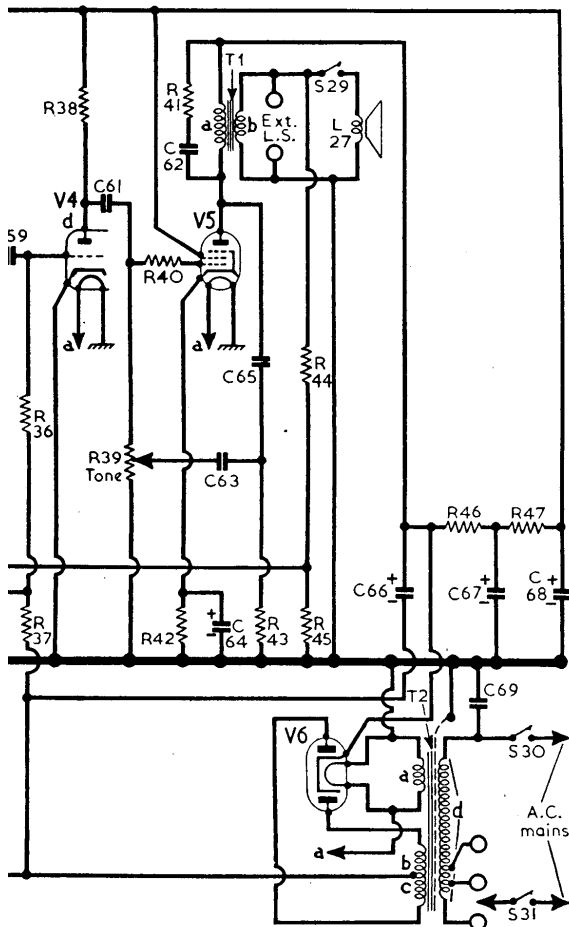 T1
R
41
S29
R38
a
b
Ext.
L.S.
L
27
C
62
V4
C61
V5
d
59
R40
a
a
C65
R
44
R
36
R39
Tone
C63
R46
R47
C66
+
-
C67
+
-
C
68
+
-
R
37
R42
+
-
C
64
R
43
R
45
T2
C69
V6
S30
a
d
A.C.
mains
a
b
c
S31